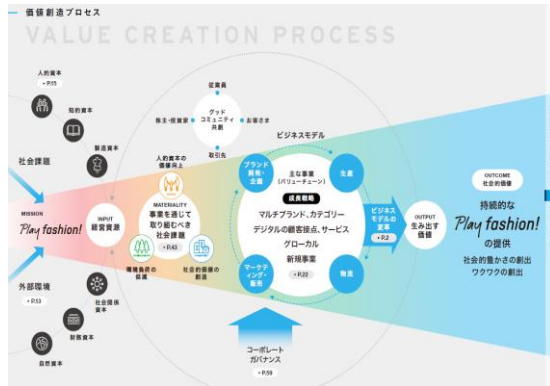 価値創造プロセス
VALUE CREATION PROCESS
人的資本
P.15
知的資本
製造資本
社会課題
MISSION
Play fashion!
外部環境
P.13
社会関係
資本
財務資本
自然資本
INPUT
経営資源
従業員
株主・投資家
グッド
コミュニティ
共創
お客さま
取引先
人的資本の
価値向上
MATERIALITY
事業を通じて
取り組むべき
社会課題
P.43
環境負荷の
低減
社会的価値の
創造
ビジネスモデル
ブランド
開発・
企画
生産
主な事業
(バリューチェーン)
成長戦略
マルチブランド、カテゴリー
デジタルの顧客接点、サービス
グローカル
新規事業
P.22
マーケ
ティング・
販売
物流
ビジネス
モデルの
変革
P.2
コーポレート
ガバナンス
P.59
OUTPUT
生み出す
価値
OUTCOME
社会的価値
持続的な
Play fashion!
の提供
社会的豊かさの創出
ワクワクの創出